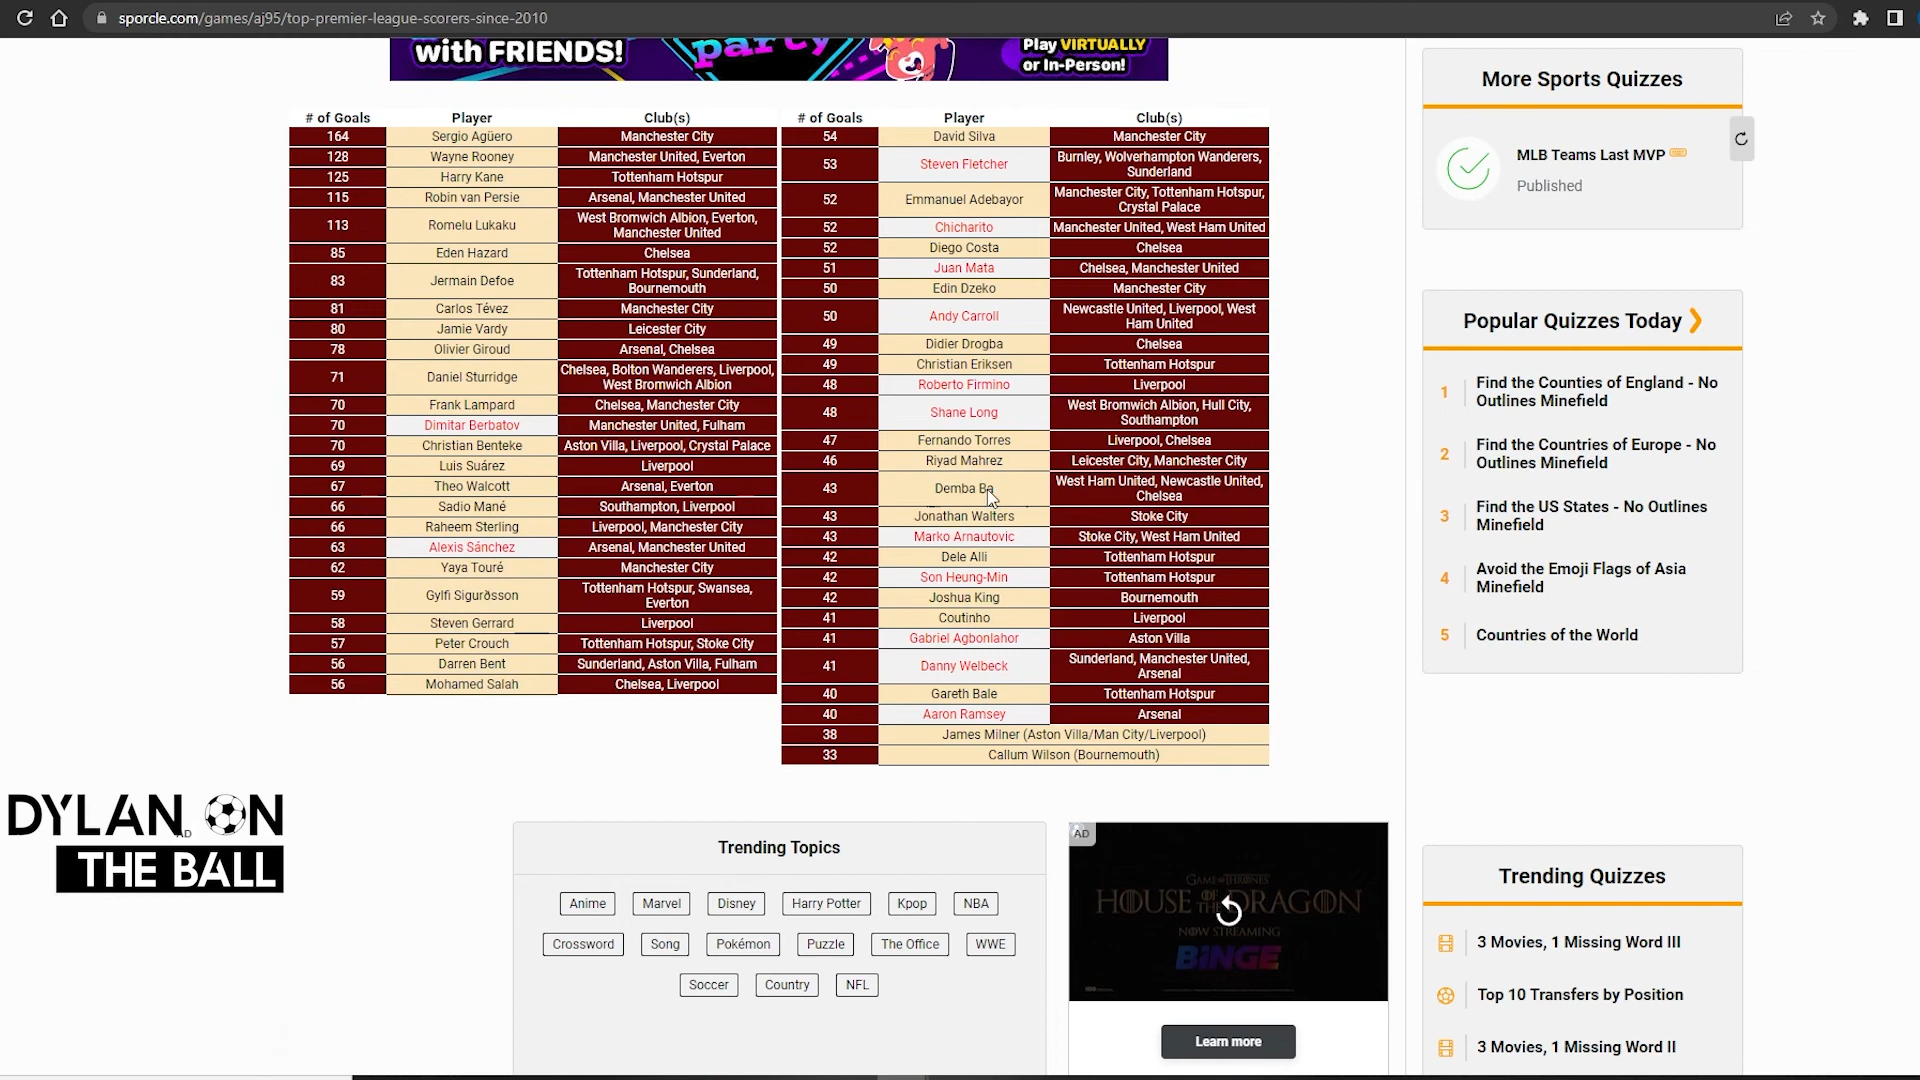 sporcle.com/games/aj95/top-premier-league-scorers-since-2010
with FRIENDS!
party
Play VIRTUALLY
or In-Person!
# of Goals Player Club(s)
164 Sergio Agüero Manchester City
128 Wayne Rooney Manchester United, Everton
125 Harry Kane Tottenham Hotspur
115 Robin van Persie Arsenal, Manchester United
113 Romelu Lukaku West Bromwich Albion, Everton,
Manchester United
85 Eden Hazard Chelsea
83 Jermain Defoe Tottenham Hotspur, Sunderland,
Bournemouth
81 Carlos Tévez Manchester City
80 Jamie Vardy Leicester City
78 Olivier Giroud Arsenal, Chelsea
71 Daniel Sturridge Chelsea, Bolton Wanderers, Liverpool,
West Bromwich Albion
70 Frank Lampard Chelsea, Manchester City
70 Dimitar Berbatov Manchester United, Fulham
70 Christian Benteke Aston Villa, Liverpool, Crystal Palace
69 Luis Suárez Liverpool
67 Theo Walcott Arsenal, Everton
66 Sadio Mané Southampton, Liverpool
66 Raheem Sterling Liverpool, Manchester City
63 Alexis Sánchez Arsenal, Manchester United
62 Yaya Touré Manchester City
59 Gylfi Sigurðsson Tottenham Hotspur, Swansea,
Everton
58 Steven Gerrard Liverpool
57 Peter Crouch Tottenham Hotspur, Stoke City
56 Darren Bent Sunderland, Aston Villa, Fulham
56 Mohamed Salah Chelsea, Liverpool
# of Goals Player Club(s)
54 David Silva Manchester City
53 Steven Fletcher Burnley, Wolverhampton Wanderers,
Sunderland
52 Emmanuel Adebayor Manchester City, Tottenham Hotspur,
Crystal Palace
52 Chicharito Manchester United, West Ham United
52 Diego Costa Chelsea
51 Juan Mata Chelsea, Manchester United
50 Edin Dzeko Manchester City
50 Andy Carroll Newcastle United, Liverpool, West
Ham United
49 Didier Drogba Chelsea
49 Christian Eriksen Tottenham Hotspur
48 Roberto Firmino Liverpool
48 Shane Long West Bromwich Albion, Hull City,
Southampton
47 Fernando Torres Liverpool, Chelsea
46 Riyad Mahrez Leicester City, Manchester City
43 Demba Ba West Ham United, Newcastle United,
Chelsea
43 Jonathan Walters Stoke City
43 Marko Arnautovic Stoke City, West Ham United
42 Dele Alli Tottenham Hotspur
42 Son Heung-Min Tottenham Hotspur
42 Joshua King Bournemouth
41 Coutinho Liverpool
41 Gabriel Agbonlahor Aston Villa
41 Danny Welbeck Sunderland, Manchester United,
Arsenal
40 Gareth Bale Tottenham Hotspur
40 Aaron Ramsey Arsenal
38 James Milner (Aston Villa/Man City/Liverpool)
33 Callum Wilson (Bournemouth)
More Sports Quizzes
MLB Teams Last MVP
Published
Popular Quizzes Today
1 Find the Counties of England - No
Outlines Minefield
2 Find the Countries of Europe - No
Outlines Minefield
3 Find the US States - No Outlines
Minefield
4 Avoid the Emoji Flags of Asia
Minefield
5 Countries of the World
DYLAN ON
AD
THE BALL
Trending Topics
Anime Marvel Disney Harry Potter Kpop NBA
Crossword Song Pokémon Puzzle The Office WWE
Soccer Country NFL
AD
GAME OF THRONES
HOUSE OF THE DRAGON
NOW STREAMING
BINGE
Learn more
Trending Quizzes
3 Movies, 1 Missing Word III
Top 10 Transfers by Position
3 Movies, 1 Missing Word II